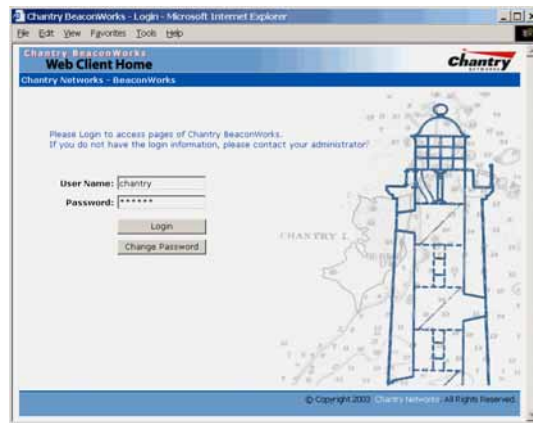 Chantry BeaconWorks - Login - Microsoft Internet Explorer
File Edit View Favorites Tools Help
Chantry BeaconWorks
Web Client Home
Chantry
NETWORKS
Chantry Networks - BeaconWorks
Please Login to access pages of Chantry BeaconWorks.
If you do not have the login information, please contact your administrator.
User Name: chantry
Password: ******
Login
Change Password
CHANTRY I.
© Copyright 2003 Chantry Networks All Rights Reserved.